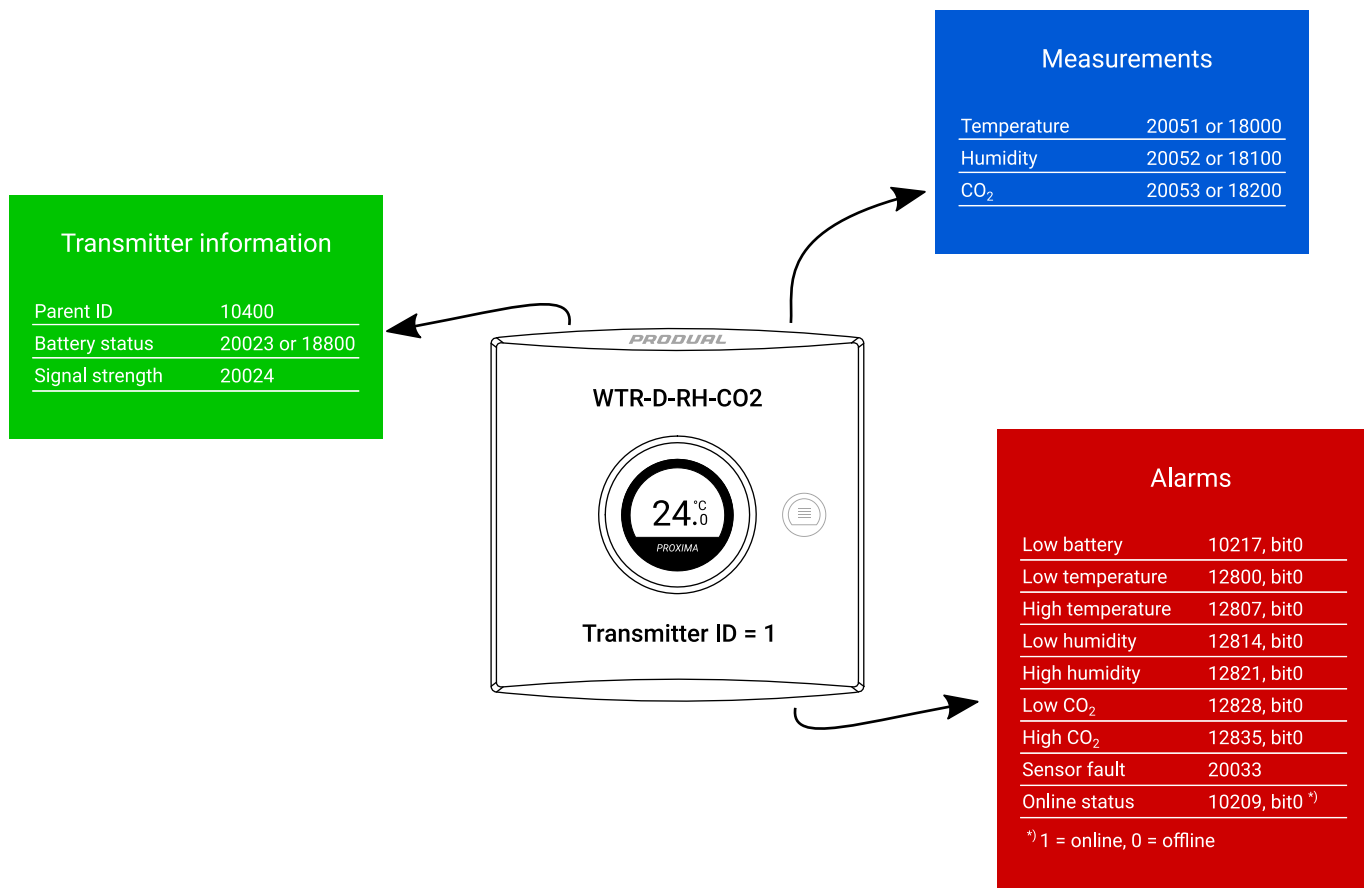 Measurements
Temperature 20051 or 18000
Humidity 20052 or 18100
CO₂ 20053 or 18200
Transmitter information
Parent ID 10400
Battery status 20023 or 18800
Signal strength 20024
PRODUAL
WTR-D-RH-CO2
24.0 °C
PROXIMA
Transmitter ID = 1
Alarms
Low battery 10217, bit0
Low temperature 12800, bit0
High temperature 12807, bit0
Low humidity 12814, bit0
High humidity 12821, bit0
Low CO₂ 12828, bit0
High CO₂ 12835, bit0
Sensor fault 20033
Online status 10209, bit0 *)
*) 1 = online, 0 = offline